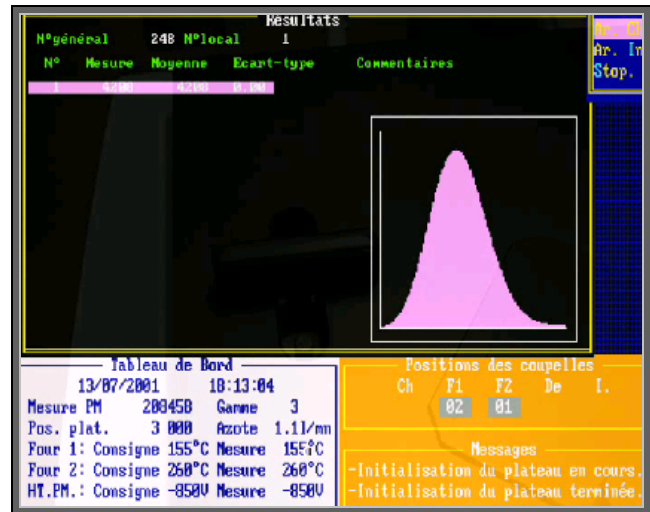 Résultats
N°général 248 N°local 1
N° Mesure Moyenne Ecart-type Commentaires
1 4208 4208 0.00
Ar. In
Stop.
Tableau de Bord
13/07/2001 18:13:04
Mesure PM 208458 Gamme 3
Pos. plat. 3 000 Azote 1.1l/mn
Four 1: Consigne 155°C Mesure 155°C
Four 2: Consigne 260°C Mesure 260°C
HT.PM.: Consigne -850V Mesure -850V
Positions des coupelles
Ch F1 F2 De I.
02 01
Messages
-Initialisation du plateau en cours.
-Initialisation du plateau terminée.